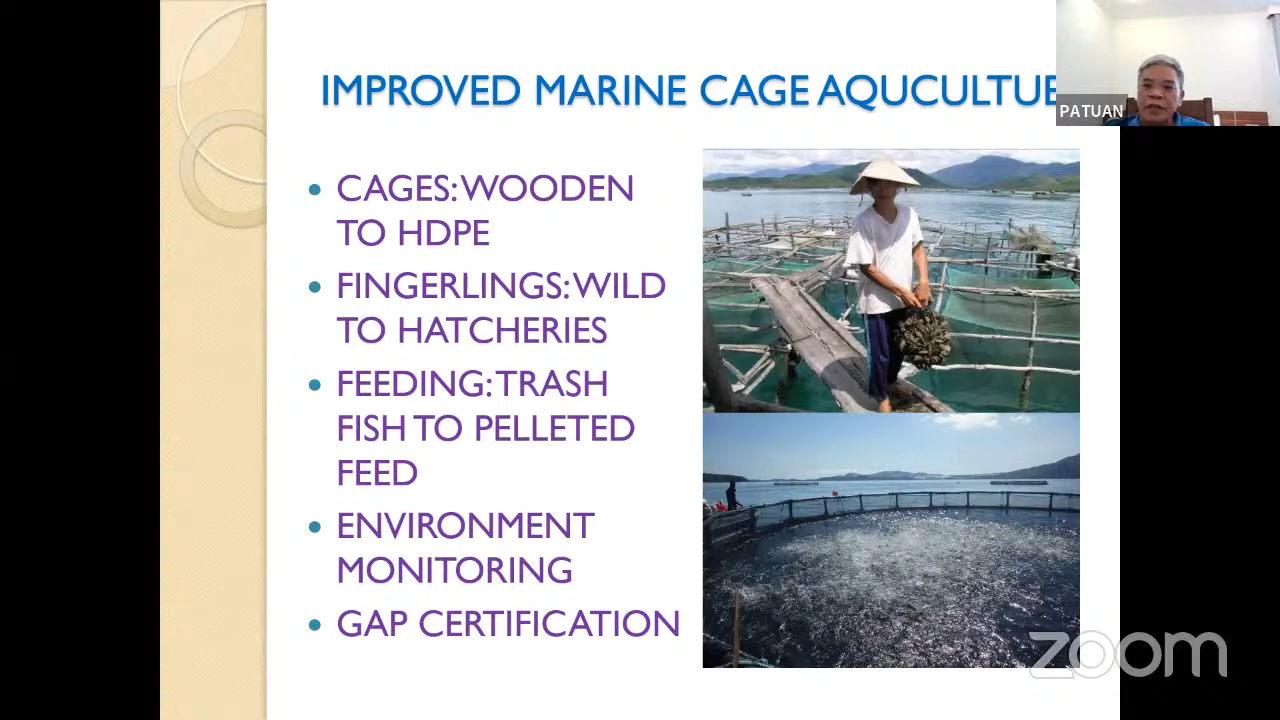 IMPROVED MARINE CAGE AQUCULTUE
PATUAN
• CAGES: WOODEN
TO HDPE
• FINGERLINGS: WILD
TO HATCHERIES
• FEEDING: TRASH
FISH TO PELLETED
FEED
• ENVIRONMENT
MONITORING
• GAP CERTIFICATION
zoom